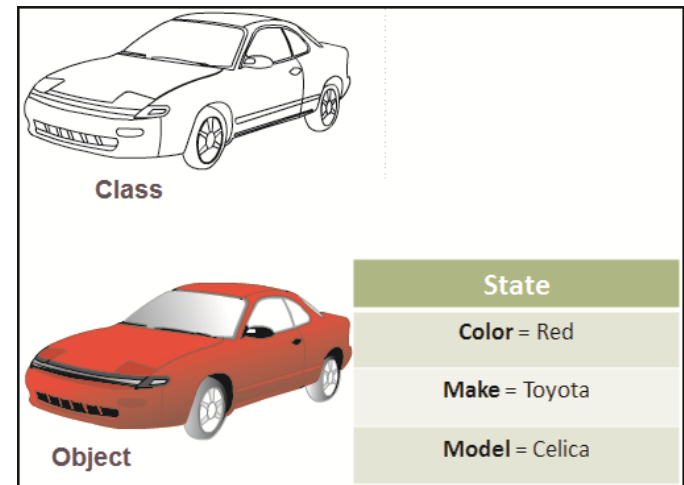 Class
State
Color = Red
Make = Toyota
Model = Celica
Object